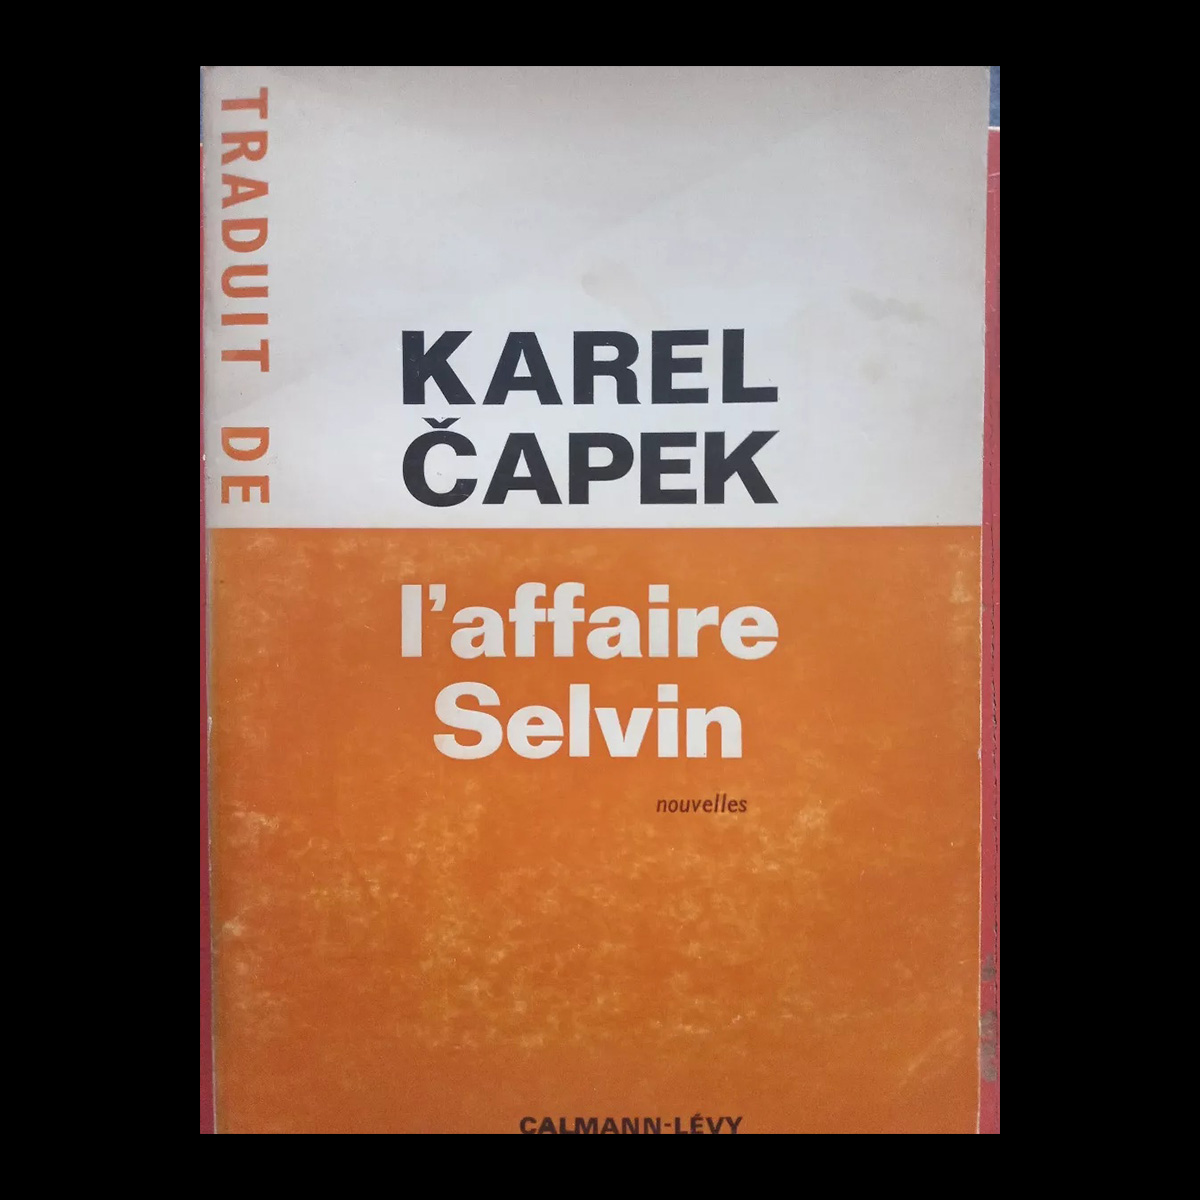 TRADUIT DE
KAREL
ČAPEK
l'affaire
Selvin
nouvelles
CALMANN-LÉVY